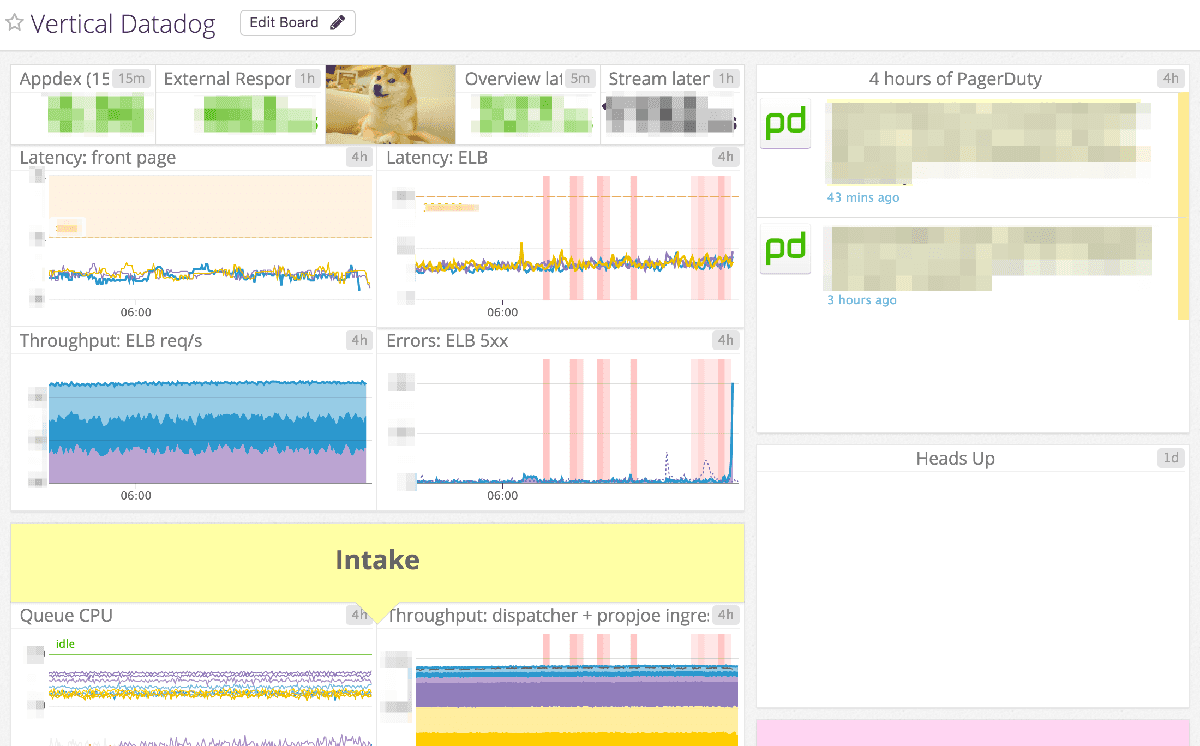 Vertical Datadog
Edit Board
Appdex (15 15m
External Respor 1h
Overview lat 5m
Stream later 1h
4 hours of PagerDuty 4h
Latency: front page 4h
Latency: ELB 4h
pd
43 mins ago
pd
3 hours ago
06:00
06:00
Throughput: ELB req/s 4h
Errors: ELB 5xx 4h
06:00
06:00
Heads Up 1d
Intake
Queue CPU 4h
Throughput: dispatcher + propjoe ingres 4h
idle